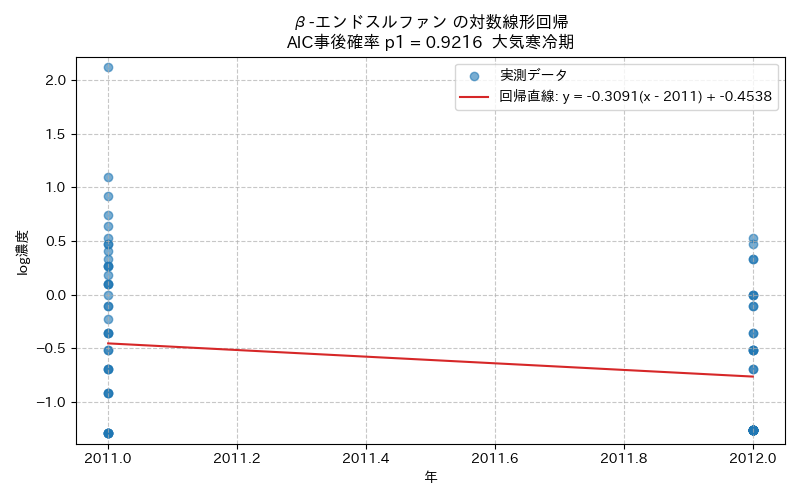 β-エンドスルファン の対数線形回帰
AIC事後確率 p1 = 0.9216  大気寒冷期
実測データ
回帰直線: y = -0.3091(x - 2011) + -0.4538
log濃度
2.0
1.5
1.0
0.5
0.0
−0.5
−1.0
2011.0 2011.2 2011.4 2011.6 2011.8 2012.0
年